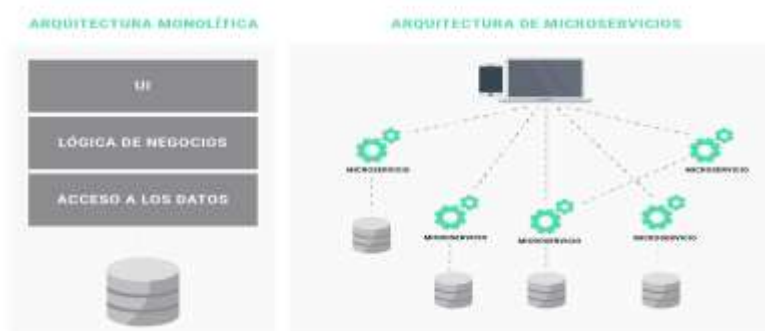 ARQUITECTURA MONOLÍTICA
UI
LÓGICA DE NEGOCIOS
ACCESO A LOS DATOS
ARQUITECTURA DE MICROSERVICIOS
MICROSERVICIO
MICROSERVICIO
MICROSERVICIO
MICROSERVICIO
MICROSERVICIO